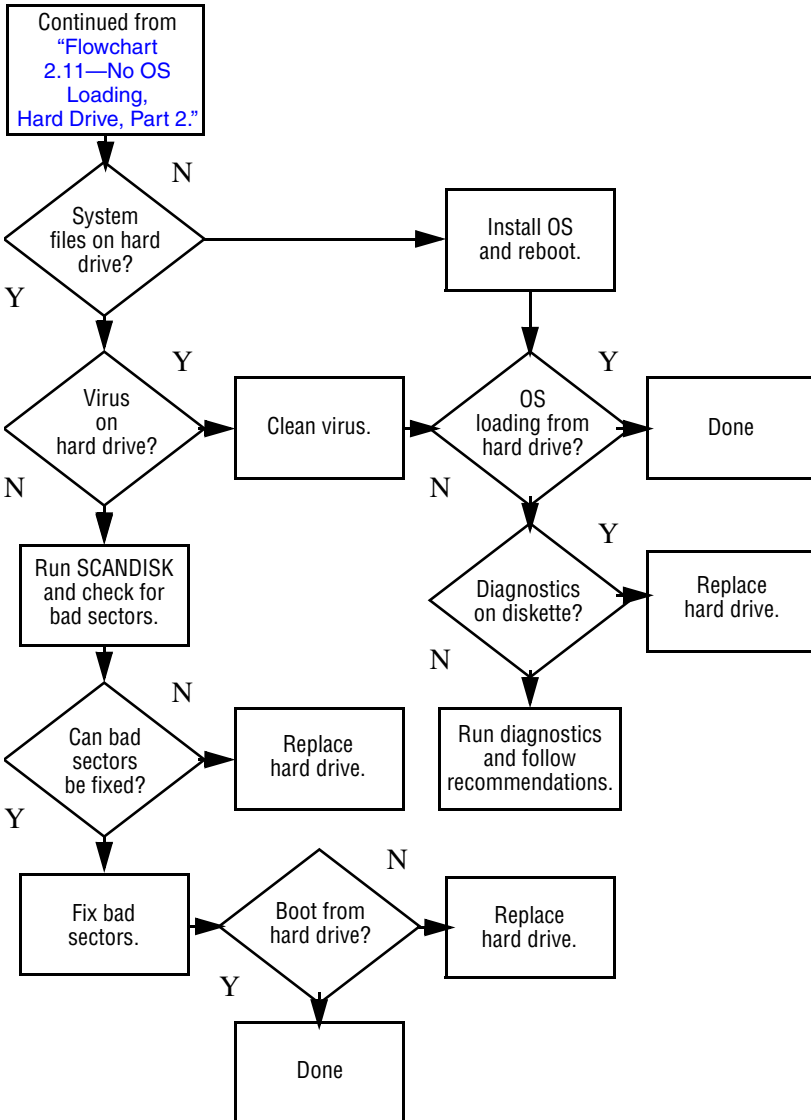 Continued from
“Flowchart
2.11—No OS
Loading,
Hard Drive, Part 2.”
N
System
files on hard
drive?
Y
Install OS
and reboot.
Y
Virus
on
hard drive?
N
Clean virus.
Y
OS
loading from
hard drive?
N
Done
Run SCANDISK
and check for
bad sectors.
Y
Diagnostics
on diskette?
N
Replace
hard drive.
N
Can bad
sectors
be fixed?
Y
Replace
hard drive.
Run diagnostics
and follow
recommendations.
Fix bad
sectors.
N
Boot from
hard drive?
Y
Replace
hard drive.
Done